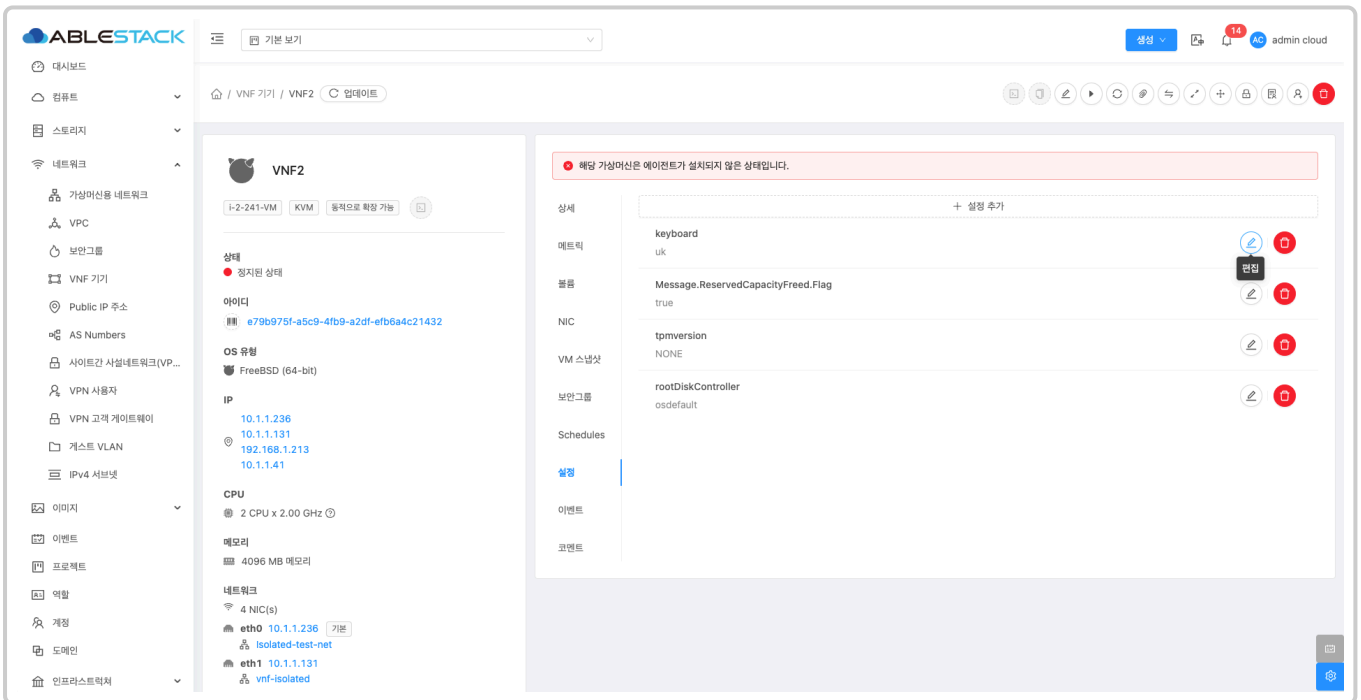 ABLESTACK
기본 보기
생성
14
AC admin cloud
대시보드
컴퓨트
스토리지
네트워크
가상머신용 네트워크
VPC
보안그룹
VNF 기기
Public IP 주소
AS Numbers
사이트간 사설네트워크(VP...
VPN 사용자
VPN 고객 게이트웨이
게스트 VLAN
IPv4 서브넷
이미지
이벤트
프로젝트
역할
계정
도메인
인프라스트럭쳐
/ VNF 기기 / VNF2 업데이트
VNF2
i-2-241-VM KVM 동적으로 확장 가능
상태
정지된 상태
아이디
e79b975f-a5c9-4fb9-a2df-efb6a4c21432
OS 유형
FreeBSD (64-bit)
IP
10.1.1.236
10.1.1.131
192.168.1.213
10.1.1.41
CPU
2 CPU x 2.00 GHz
메모리
4096 MB 메모리
네트워크
4 NIC(s)
eth0 10.1.1.236 기본
Isolated-test-net
eth1 10.1.1.131
vnf-isolated
해당 가상머신은 에이전트가 설치되지 않은 상태입니다.
상세
메트릭
볼륨
NIC
VM 스냅샷
보안그룹
Schedules
설정
이벤트
코멘트
+ 설정 추가
keyboard
uk
편집
Message.ReservedCapacityFreed.Flag
true
tpmversion
NONE
rootDiskController
osdefault